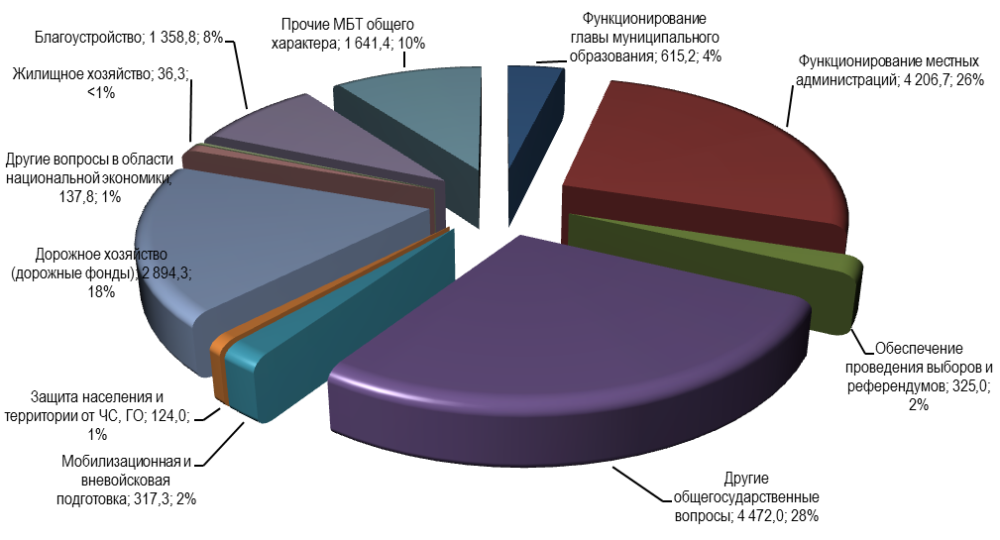 Функционирование
главы муниципального
образования; 615,2; 4%
Функционирование местных
администраций; 4 206,7; 26%
Обеспечение
проведения выборов и
референдумов; 325,0;
2%
Другие
общегосударственные
вопросы; 4 472,0; 28%
Мобилизационная и
вневойсковая
подготовка; 317,3; 2%
Защита населения и
территории от ЧС, ГО; 124,0;
1%
Дорожное хозяйство
(дорожные фонды); 2 894,3;
18%
Другие вопросы в области
национальной экономики;
137,8; 1%
Жилищное хозяйство; 36,3;
<1%
Благоустройство; 1 358,8; 8%
Прочие МБТ общего
характера; 1 641,4; 10%